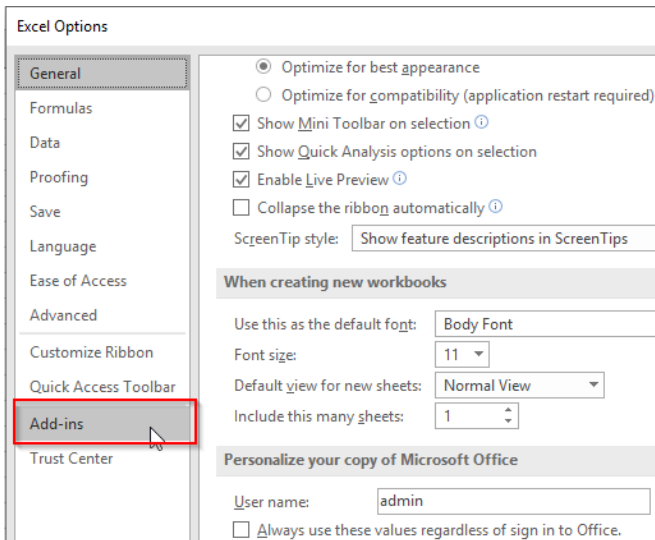 Excel Options
General
Formulas
Data
Proofing
Save
Language
Ease of Access
Advanced
Customize Ribbon
Quick Access Toolbar
Add-ins
Trust Center
Optimize for best appearance
Optimize for compatibility (application restart required)
Show Mini Toolbar on selection
Show Quick Analysis options on selection
Enable Live Preview
Collapse the ribbon automatically
ScreenTip style: Show feature descriptions in ScreenTips
When creating new workbooks
Use this as the default font: Body Font
Font size: 11
Default view for new sheets: Normal View
Include this many sheets: 1
Personalize your copy of Microsoft Office
User name: admin
Always use these values regardless of sign in to Office.